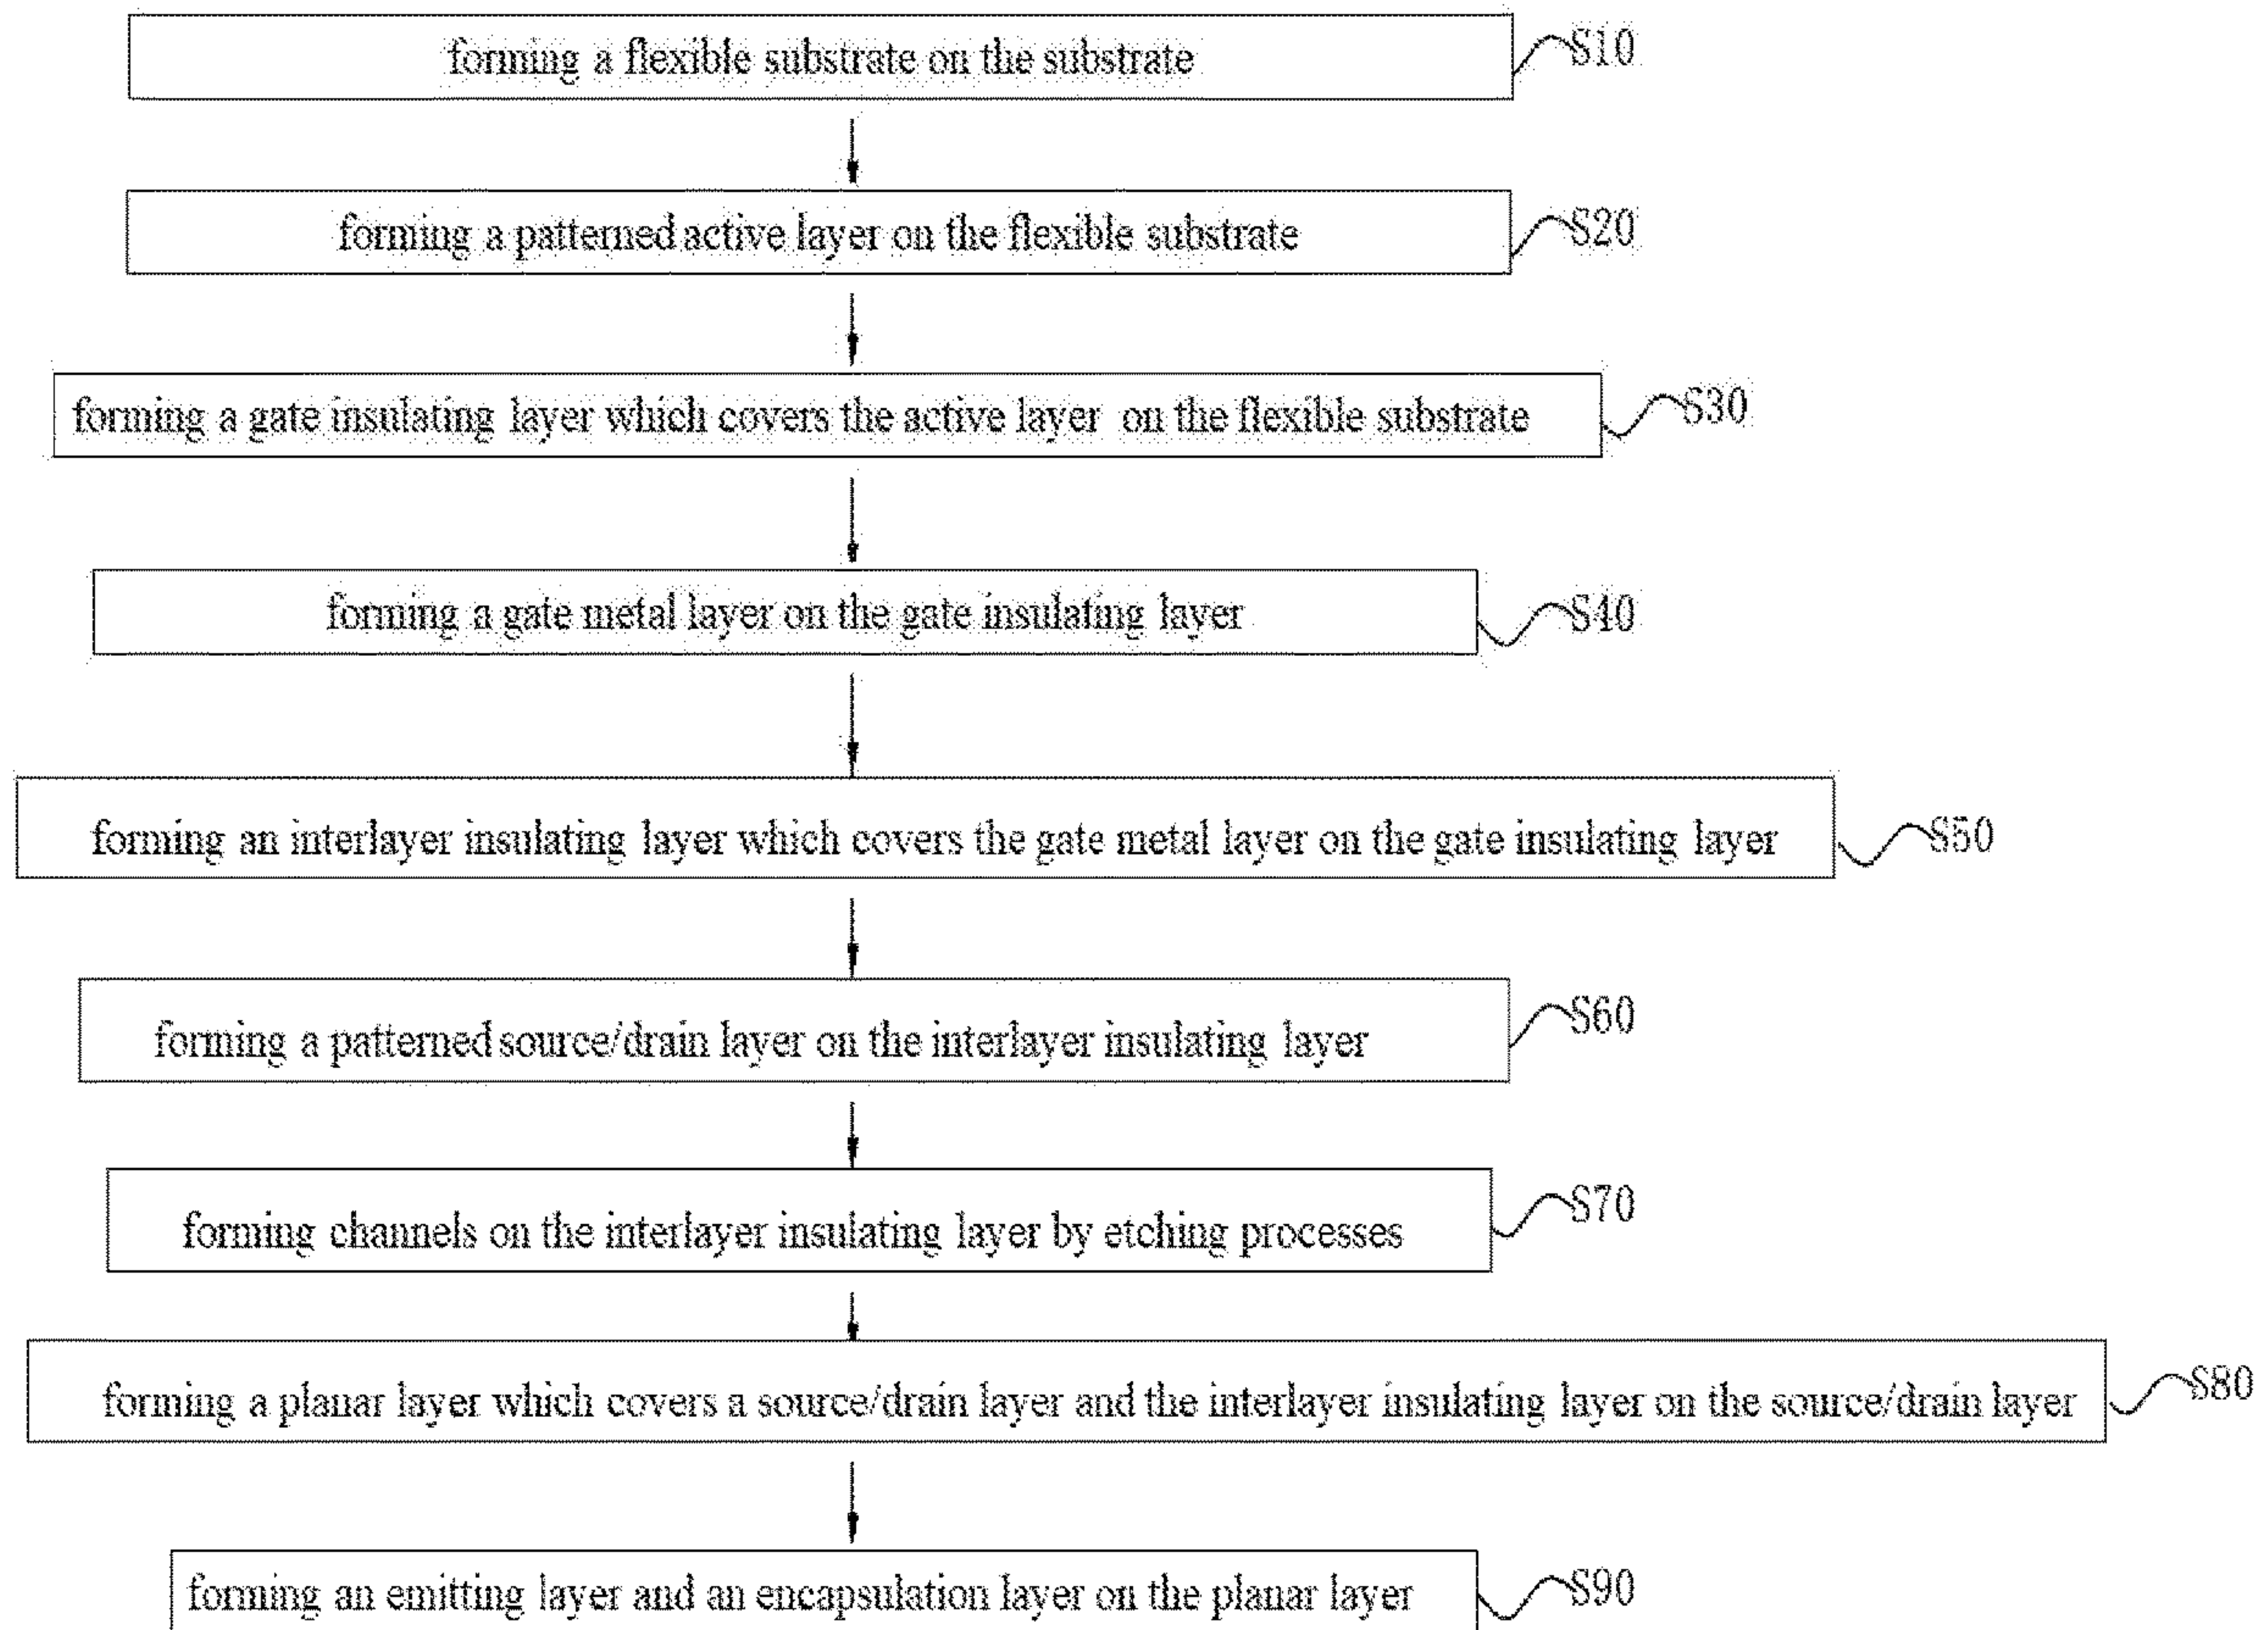 forming a flexible substrate on the substrate S10
forming a patterned active layer on the flexible substrate S20
forming a gate insulating layer which covers the active layer on the flexible substrate S30
forming a gate metal layer on the gate insulating layer S40
forming an interlayer insulating layer which covers the gate metal layer on the gate insulating layer S50
forming a patterned source/drain layer on the interlayer insulating layer S60
forming channels on the interlayer insulating layer by etching processes S70
forming a planar layer which covers a source/drain layer and the interlayer insulating layer on the source/drain layer S80
forming an emitting layer and an encapsulation layer on the planar layer S90